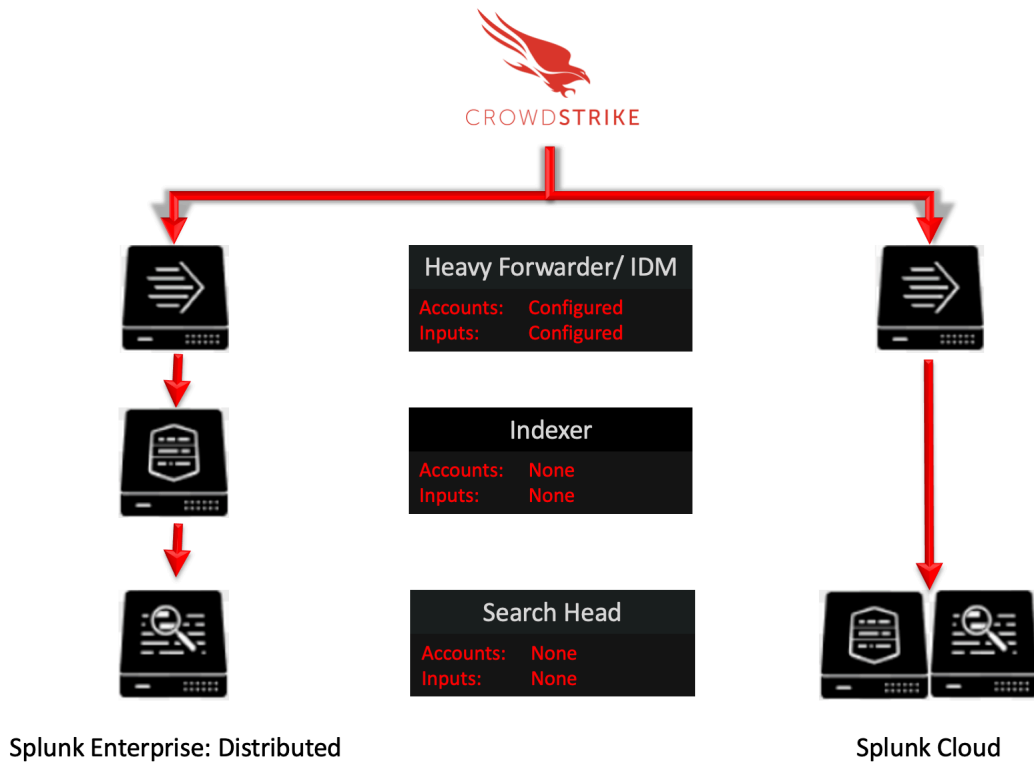 CROWDSTRIKE
Heavy Forwarder/ IDM
Accounts: Configured
Inputs: Configured
Indexer
Accounts: None
Inputs: None
Search Head
Accounts: None
Inputs: None
Splunk Enterprise: Distributed
Splunk Cloud